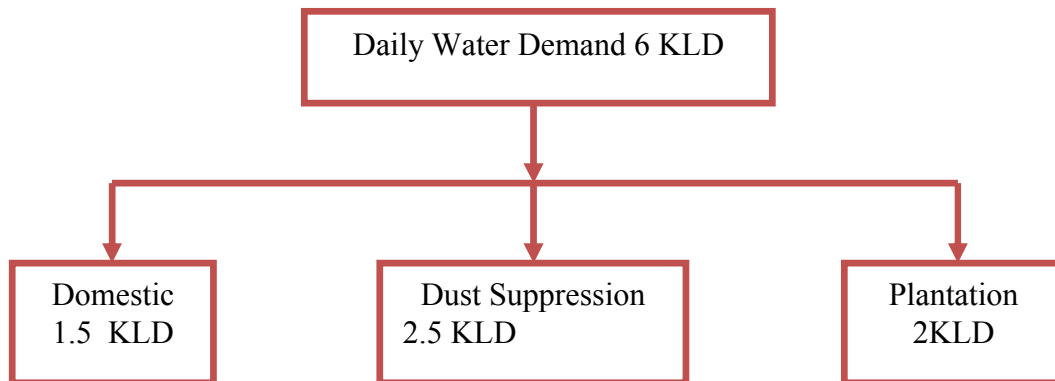 Daily Water Demand 6 KLD
Domestic
1.5 KLD
Dust Suppression
2.5 KLD
Plantation
2KLD